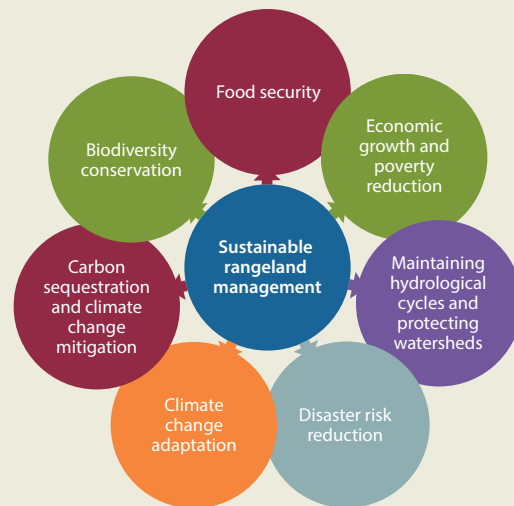 Food security
Economic
growth and
poverty
reduction
Biodiversity
conservation
Sustainable
rangeland
management
Maintaining
hydrological
cycles and
protecting
watersheds
Carbon
sequestration
and climate
change
mitigation
Disaster risk
reduction
Climate
change
adaptation